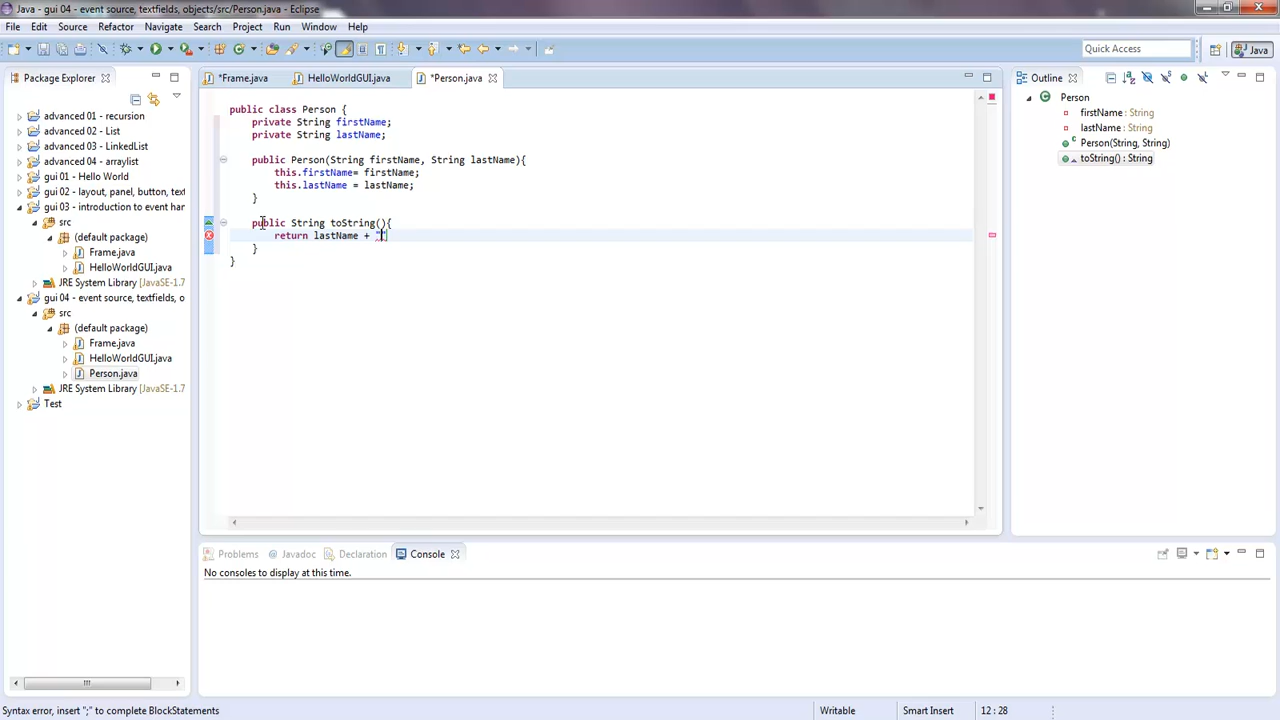 Java - gui 04 - event source, textfields, objects/src/Person.java - Eclipse
File Edit Source Refactor Navigate Search Project Run Window Help
Quick Access
Java
Package Explorer
advanced 01 - recursion
advanced 02 - List
advanced 03 - LinkedList
advanced 04 - arraylist
gui 01 - Hello World
gui 02 - layout, panel, button, text
gui 03 - introduction to event han
src
(default package)
Frame.java
HelloWorldGUI.java
JRE System Library [JavaSE-1.7
gui 04 - event source, textfields, o
src
(default package)
Frame.java
HelloWorldGUI.java
Person.java
JRE System Library [JavaSE-1.7
Test
*Frame.java HelloWorldGUI.java *Person.java
public class Person {
private String firstName;
private String lastName;
public Person(String firstName, String lastName){
this.firstName= firstName;
this.lastName = lastName;
}
public String toString(){
return lastName + ""
}
}
Outline
Person
firstName : String
lastName : String
Person(String, String)
toString() : String
Problems @ Javadoc Declaration Console
No consoles to display at this time.
Syntax error, insert ";" to complete BlockStatements Writable Smart Insert 12 : 28